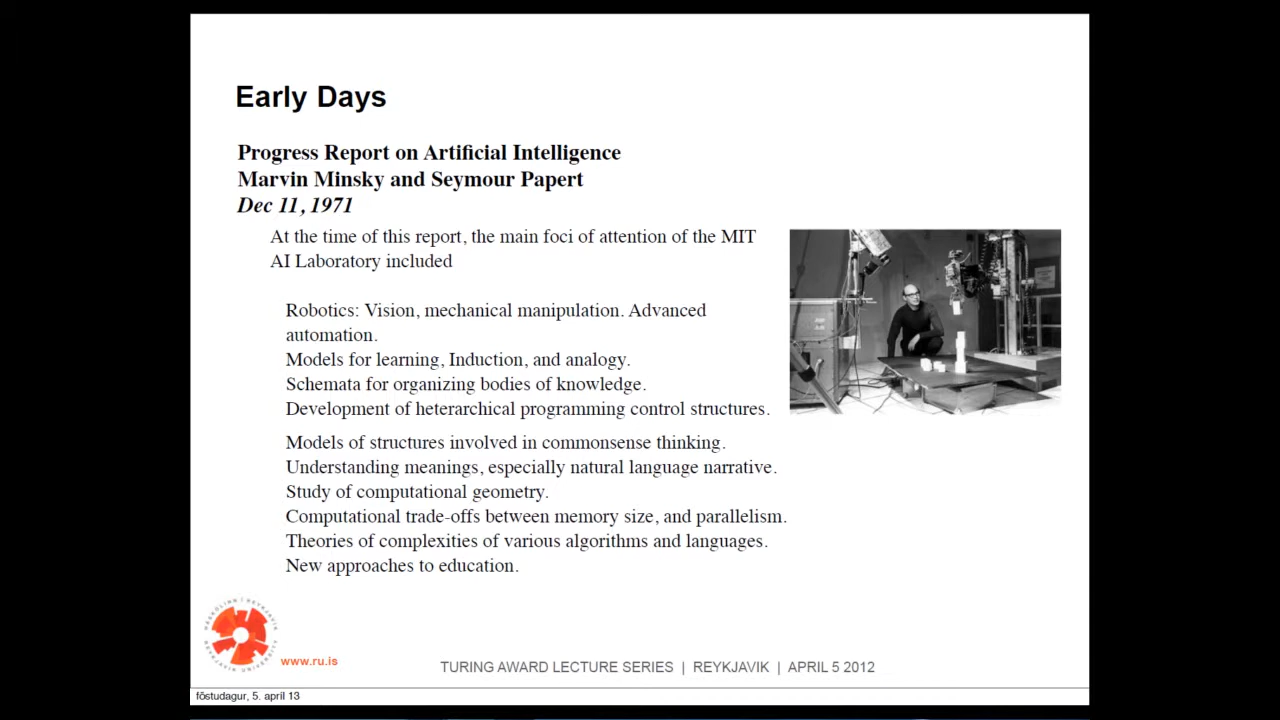 Early Days
Progress Report on Artificial Intelligence
Marvin Minsky and Seymour Papert
Dec 11, 1971
At the time of this report, the main foci of attention of the MIT
AI Laboratory included
Robotics: Vision, mechanical manipulation. Advanced
automation.
Models for learning, Induction, and analogy.
Schemata for organizing bodies of knowledge.
Development of heterarchical programming control structures.
Models of structures involved in commonsense thinking.
Understanding meanings, especially natural language narrative.
Study of computational geometry.
Computational trade-offs between memory size, and parallelism.
Theories of complexities of various algorithms and languages.
New approaches to education.
www.ru.is
TURING AWARD LECTURE SERIES | REYKJAVIK | APRIL 5 2012
föstudagur, 5. apríl 13